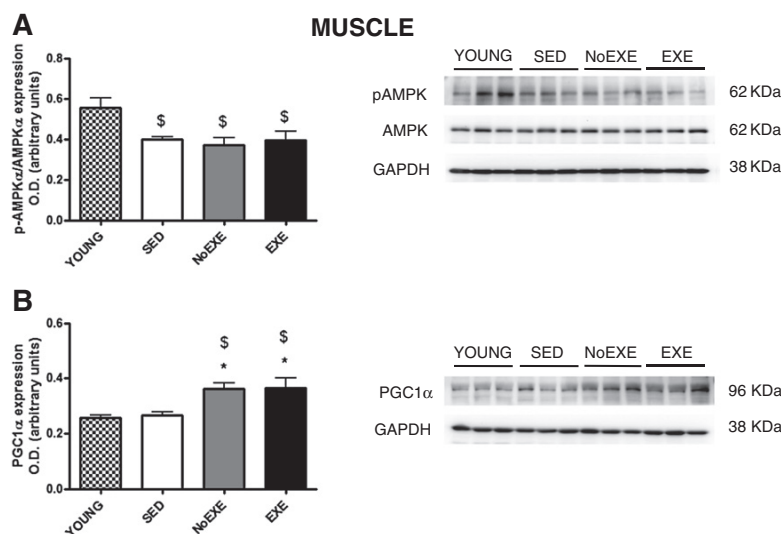 A
MUSCLE
p-AMPKα/AMPKα expression
O.D. (arbitrary units)
0.8
0.6
0.4
0.2
0.0
$
$
$
YOUNG
SED
NoEXE
EXE
YOUNG SED NoEXE EXE
pAMPK 62 KDa
AMPK 62 KDa
GAPDH 38 KDa
B
PGC1α expression
O.D. (arbitrary units)
0.6
0.4
0.2
0.0
$
*
$
*
YOUNG
SED
NoEXE
EXE
YOUNG SED NoEXE EXE
PGC1α 96 KDa
GAPDH 38 KDa